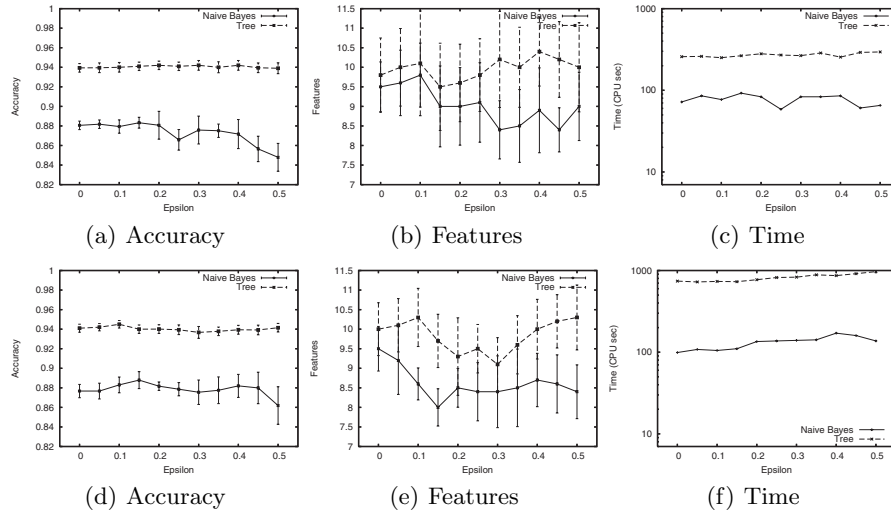 Naive Bayes
Tree
Accuracy
1
0.98
0.96
0.94
0.92
0.9
0.88
0.86
0.84
0.82
0 0.1 0.2 0.3 0.4 0.5
Epsilon
(a) Accuracy
Naive Bayes
Tree
Features
11.5
11
10.5
10
9.5
9
8.5
8
7.5
7
0 0.1 0.2 0.3 0.4 0.5
Epsilon
(b) Features
Naive Bayes
Tree
Time (CPU sec)
1000
100
10
0 0.1 0.2 0.3 0.4 0.5
Epsilon
(c) Time
Naive Bayes
Tree
Accuracy
1
0.98
0.96
0.94
0.92
0.9
0.88
0.86
0.84
0.82
0 0.1 0.2 0.3 0.4 0.5
Epsilon
(d) Accuracy
Naive Bayes
Tree
Features
11.5
11
10.5
10
9.5
9
8.5
8
7.5
7
0 0.1 0.2 0.3 0.4 0.5
Epsilon
(e) Features
Time (CPU sec)
1000
100
10
Naive Bayes
Tree
0 0.1 0.2 0.3 0.4 0.5
Epsilon
(f) Time